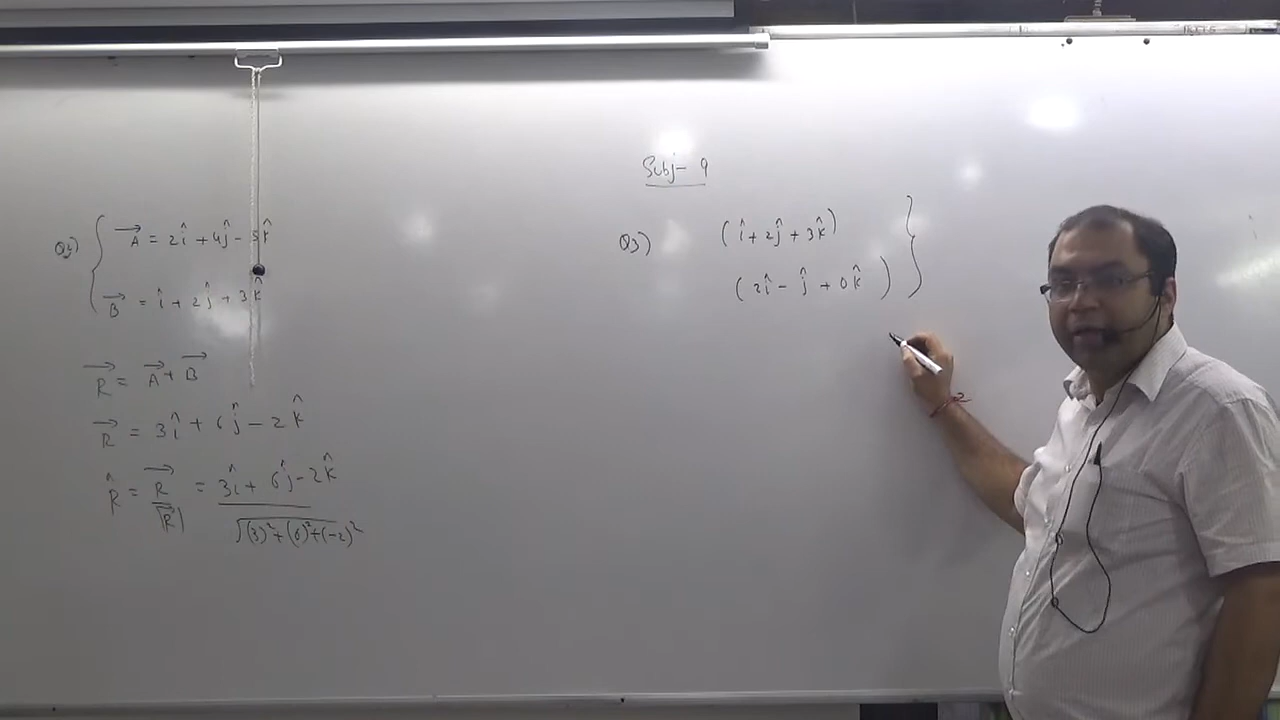 Subj- 9
Q2) { A⃗ = 2î + 4ĵ - 5k̂
B⃗ = î + 2ĵ + 3k̂
R⃗ = A⃗ + B⃗
R⃗ = 3î + 6ĵ - 2k̂
R̂ = R⃗/|R⃗| = 3î + 6ĵ - 2k̂ / √(3)² + (6)² + (-2)²
Q3) (î + 2ĵ + 3k̂) }
(2î - ĵ + 0k̂)